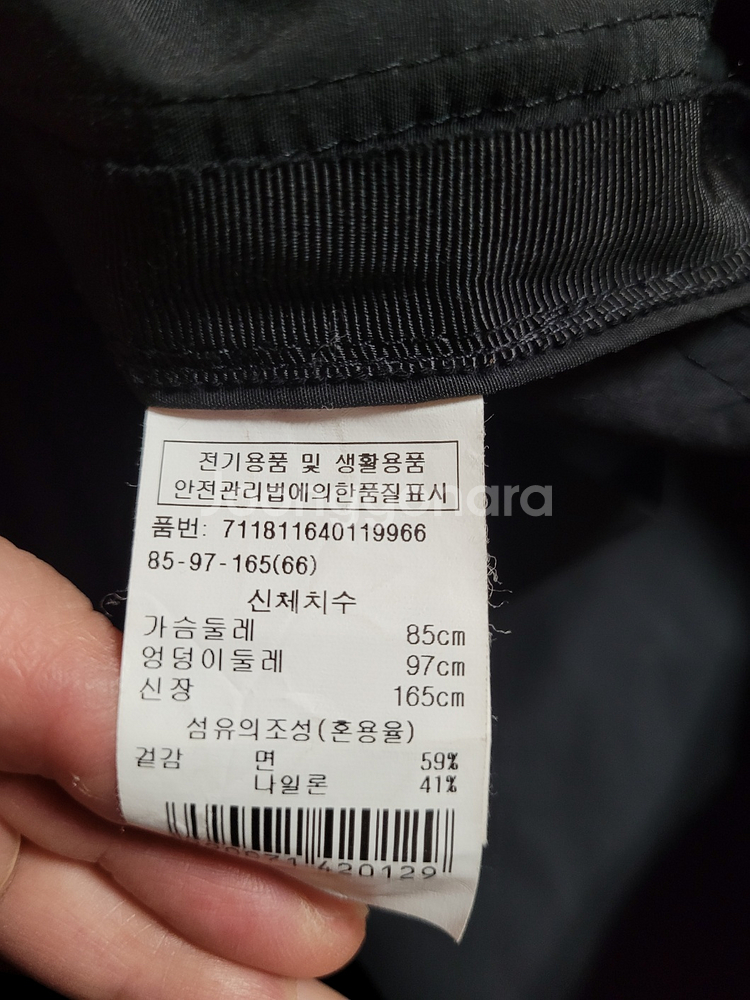 전기용품 및 생활용품
안전관리법에의한품질표시
Joonggonara
품번: 711811640119966
85-97-165(66)
신체치수
가슴둘레 85cm
엉덩이둘레 97cm
신장 165cm
섬유의조성(혼용율)
겉감 면 59%
나일론 41%
420129